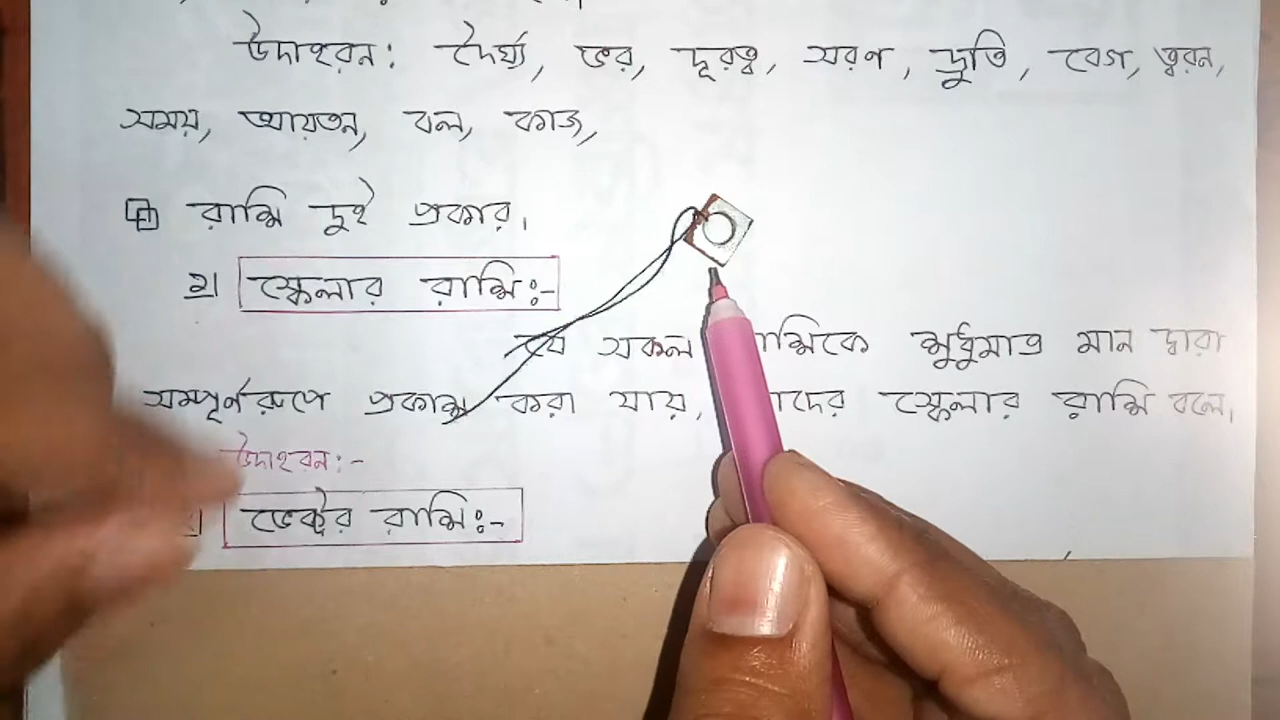 উদাহরন: দৈর্ঘ্য, ভর, দূরত্ব, সরণ, দ্রুতি, বেগ, ত্বরন,
সময়, আয়তন, বল, কাজ,
রাশি দুই প্রকার।
১। স্কেলার রাশিঃ-
যে সকল রাশিকে শুধুমাত্র মান দ্বারা
সম্পূর্নরুপে প্রকাশ করা যায়, তাদের স্কেলার রাশি বলে।
উদাহরন:-
ভেক্টর রাশিঃ-